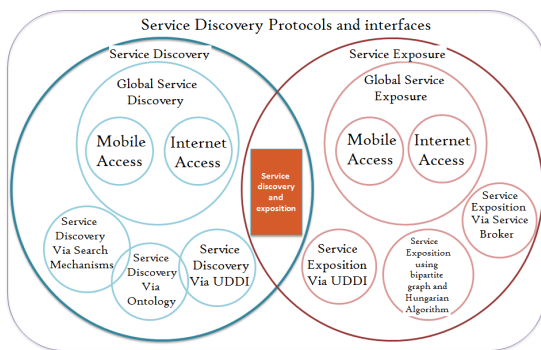 Service Discovery Protocols and interfaces
Service Discovery
Global Service
Discovery
Mobile
Access
Internet
Access
Service
Discovery
Via Search
Mechanisms
Service
Discovery
Via
Ontology
Service
Discovery
Via UDDI
Service
discovery
and
exposition
Service Exposure
Global Service
Exposure
Mobile
Access
Internet
Access
Service
Exposition
Via Service
Broker
Service
Exposition
Via UDDI
Service
Exposition
using
bipartite
graph and
Hungarian
Algorithm